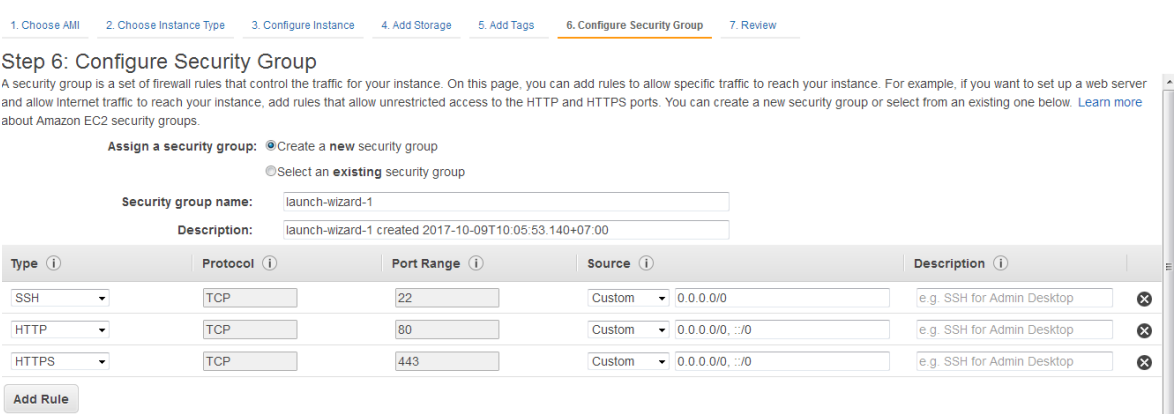 1. Choose AMI 2. Choose Instance Type 3. Configure Instance 4. Add Storage 5. Add Tags 6. Configure Security Group 7. Review
Step 6: Configure Security Group
A security group is a set of firewall rules that control the traffic for your instance. On this page, you can add rules to allow specific traffic to reach your instance. For example, if you want to set up a web server
and allow Internet traffic to reach your instance, add rules that allow unrestricted access to the HTTP and HTTPS ports. You can create a new security group or select from an existing one below. Learn more
about Amazon EC2 security groups.
Assign a security group: Create a new security group
Select an existing security group
Security group name: launch-wizard-1
Description: launch-wizard-1 created 2017-10-09T10:05:53.140+07:00
Type i Protocol i Port Range i Source i Description i
SSH TCP 22 Custom 0.0.0.0/0 e.g. SSH for Admin Desktop
HTTP TCP 80 Custom 0.0.0.0/0, ::/0 e.g. SSH for Admin Desktop
HTTPS TCP 443 Custom 0.0.0.0/0, ::/0 e.g. SSH for Admin Desktop
Add Rule